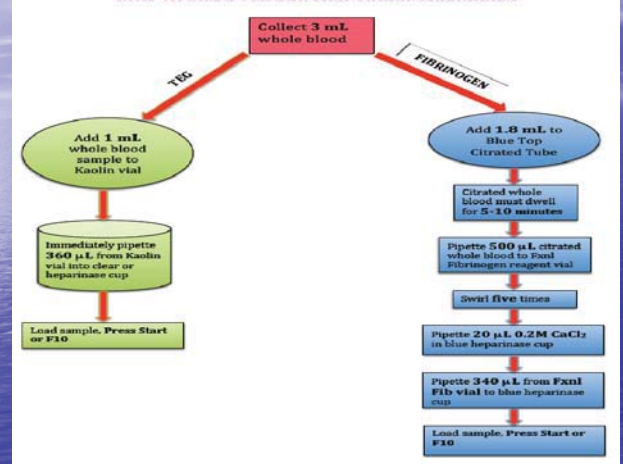 Collect 3 mL
whole blood
TEG
FIBRINOGEN
Add 1 mL
whole blood
sample to
Kaolin vial
Immediately pipette
360 μL from Kaolin
vial into clear or
heparinase cup
Load sample, Press Start
or F10
Add 1.8 mL to
Blue Top
Citrated Tube
Citrated whole
blood must dwell
for 5-10 minutes
Pipette 500 μL citrated
whole blood to Fxnl
Fibrinogen reagent vial
Swirl five times
Pipette 20 μL 0.2M CaCl₂
in blue heparinase cup
Pipette 340 μL from Fxnl
Fib vial to blue heparinase
cup
Load sample, Press Start or
F10